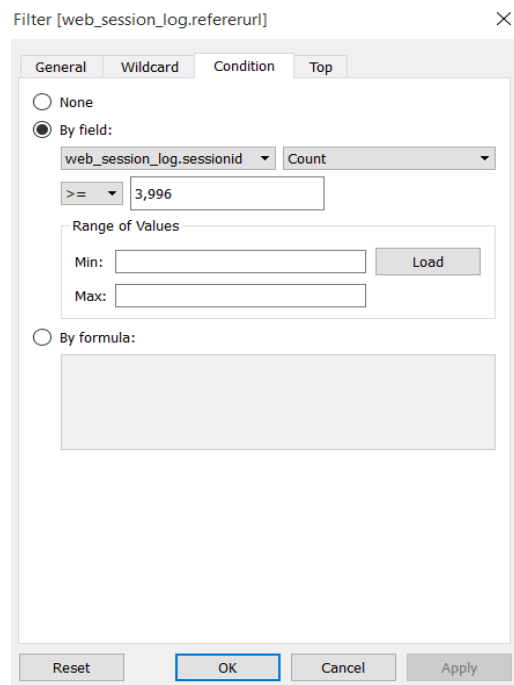 Filter [web_session_log.refererurl]
General Wildcard Condition Top
None
By field:
web_session_log.sessionid Count
>= 3,996
Range of Values
Min: Load
Max:
By formula:
Reset OK Cancel Apply